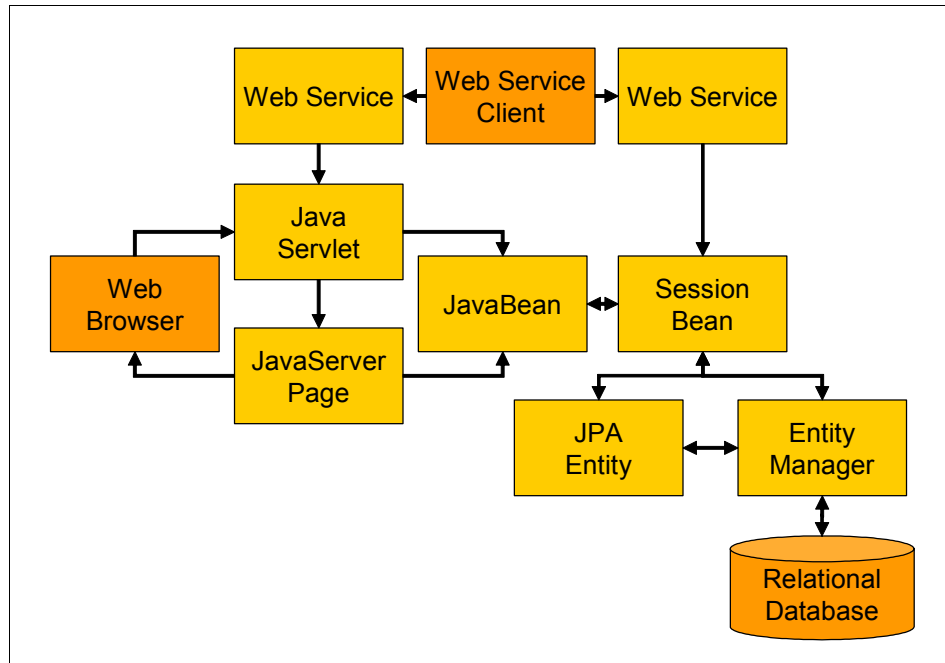 Web Service
Web Service
Client
Web Service
Java
Servlet
Web
Browser
JavaBean
Session
Bean
JavaServer
Page
JPA
Entity
Entity
Manager
Relational
Database